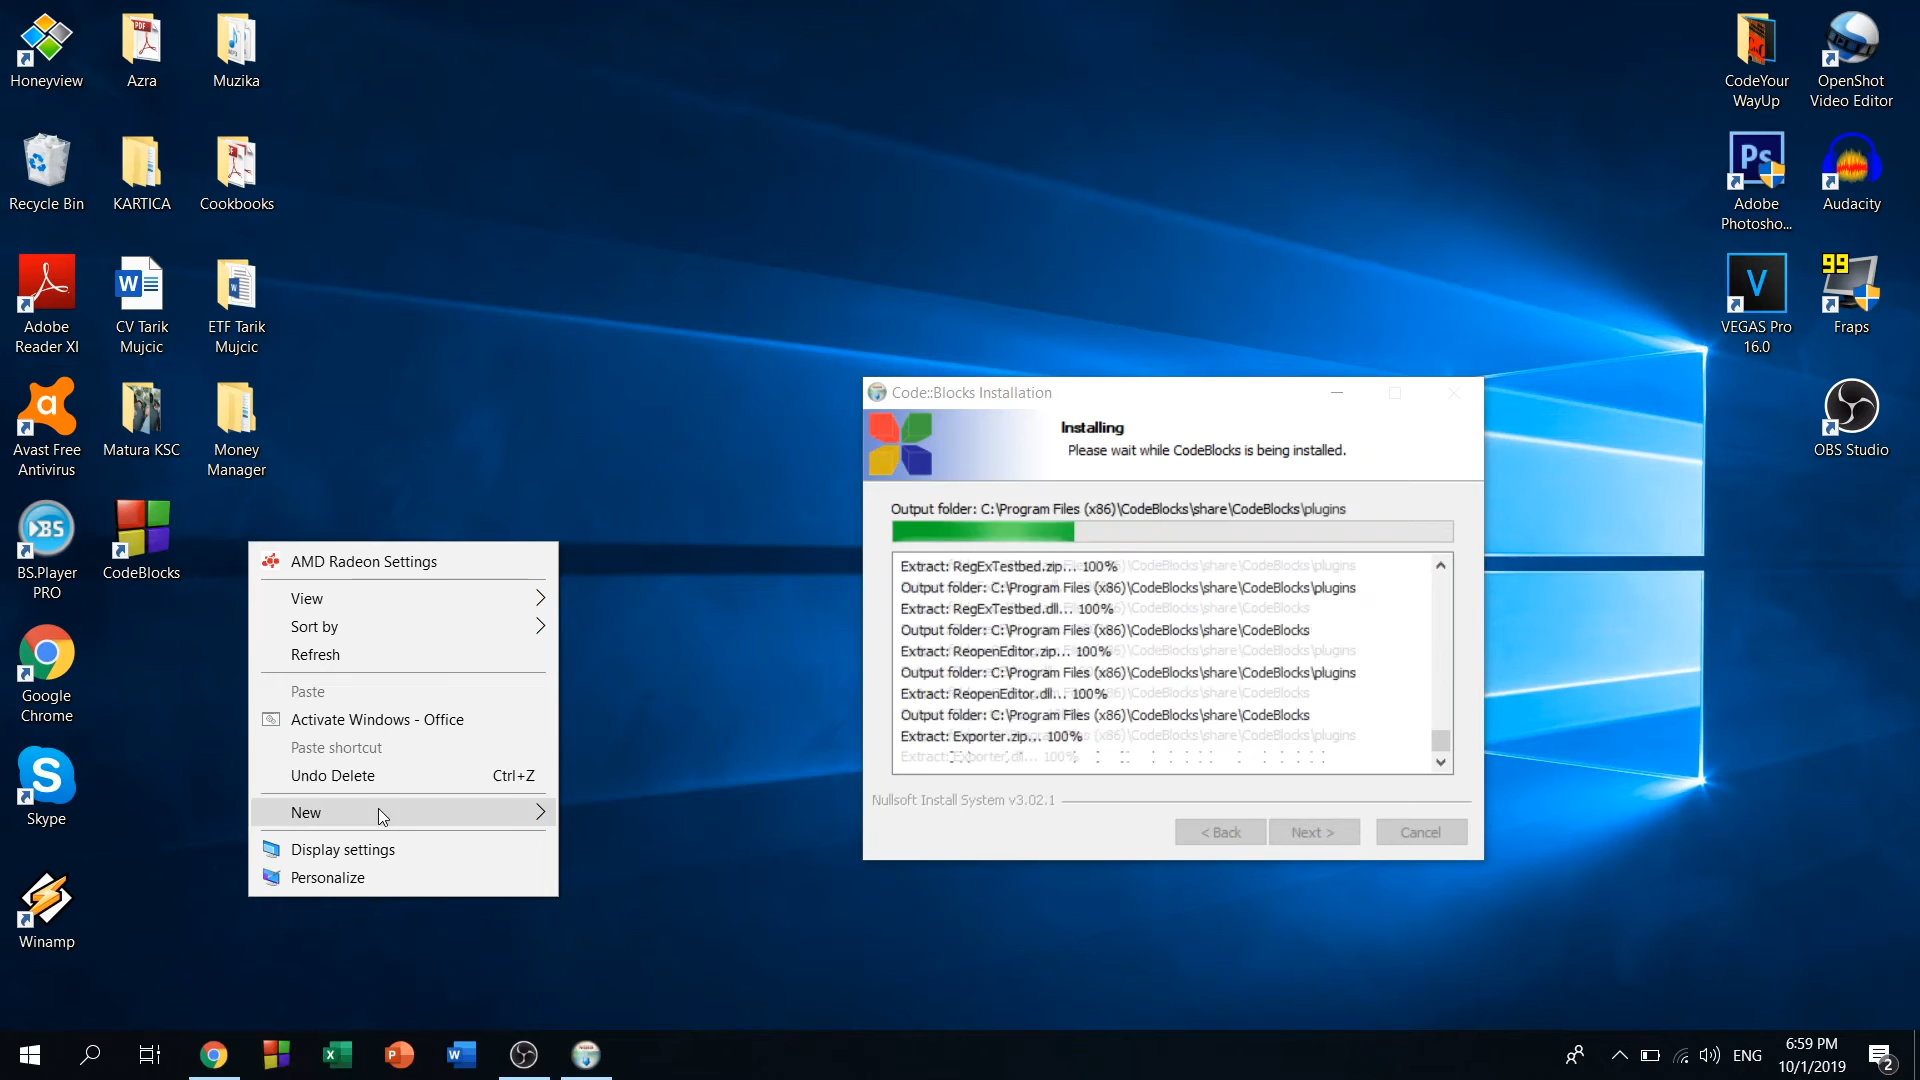 Honeyview
Azra
Muzika
Recycle Bin
KARTICA
Cookbooks
Adobe
Reader XI
CV Tarik
Mujcic
ETF Tarik
Mujcic
Avast Free
Antivirus
Matura KSC
Money
Manager
BS.Player
PRO
CodeBlocks
Google
Chrome
Skype
Winamp
AMD Radeon Settings
View
Sort by
Refresh
Paste
Activate Windows - Office
Paste shortcut
Undo Delete Ctrl+Z
New
Display settings
Personalize
Code::Blocks Installation
Installing
Please wait while CodeBlocks is being installed.
Output folder: C:\Program Files (x86)\CodeBlocks\share\CodeBlocks\plugins
Extract: RegExTestbed.zip... 100%
Output folder: C:\Program Files (x86)\CodeBlocks\share\CodeBlocks\plugins
Extract: RegExTestbed.dll... 100%
Output folder: C:\Program Files (x86)\CodeBlocks\share\CodeBlocks
Extract: ReopenEditor.zip... 100%
Output folder: C:\Program Files (x86)\CodeBlocks\share\CodeBlocks\plugins
Extract: ReopenEditor.dll... 100%
Output folder: C:\Program Files (x86)\CodeBlocks\share\CodeBlocks
Extract: Exporter.zip... 100%
Extract: Exporter.dll... 100%
Nullsoft Install System v3.02.1
< Back
Next >
Cancel
CodeYour
WayUp
OpenShot
Video Editor
Ps
Adobe
Photosho...
Audacity
V
VEGAS Pro
16.0
99
Fraps
OBS Studio
ENG
6:59 PM
10/1/2019
2